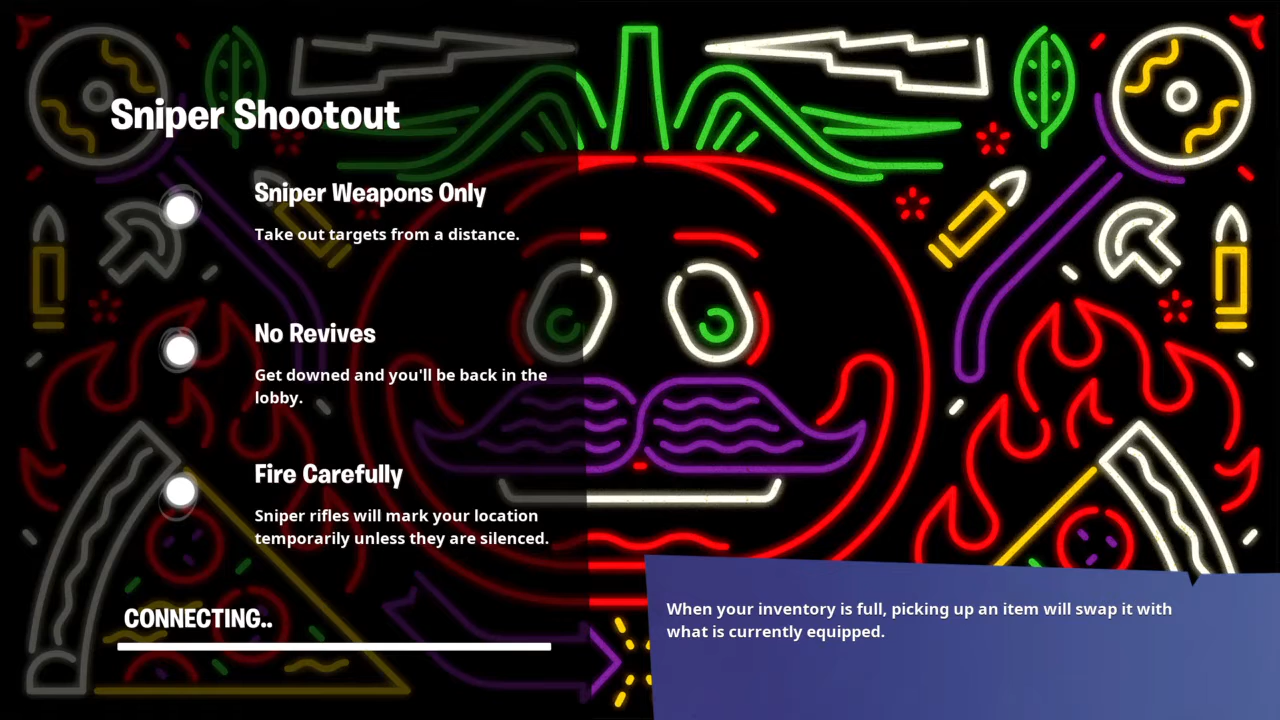 Sniper Shootout
Sniper Weapons Only
Take out targets from a distance.
No Revives
Get downed and you'll be back in the
lobby.
Fire Carefully
Sniper rifles will mark your location
temporarily unless they are silenced.
CONNECTING..
When your inventory is full, picking up an item will swap it with
what is currently equipped.